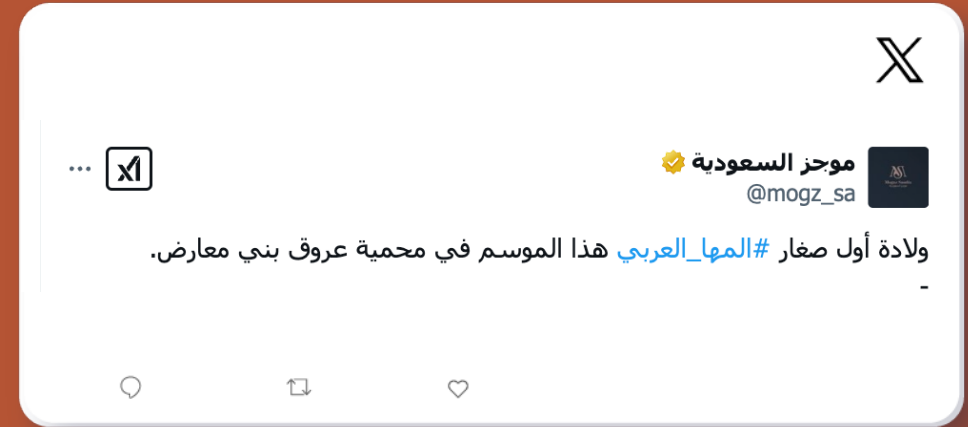 موجز السعودية
@mogz_sa
ولادة أول صغار #المها_العربي هذا الموسم في محمية عروق بني معارض.
-